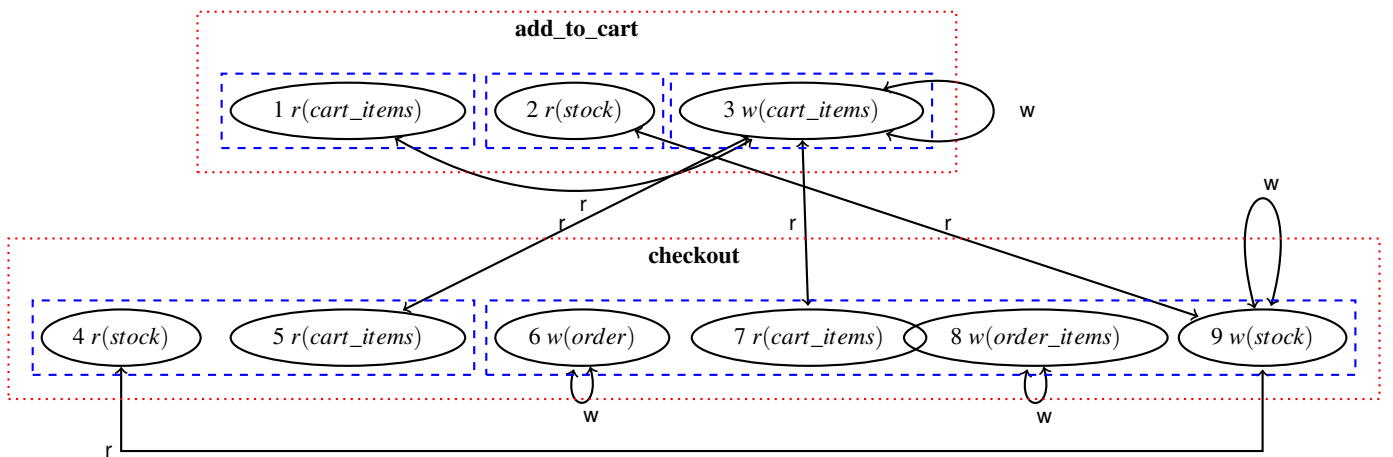 add_to_cart
1 r(cart_items)
2 r(stock)
3 w(cart_items)
w
r
r
r
r
w
checkout
4 r(stock)
5 r(cart_items)
6 w(order)
7 r(cart_items)
8 w(order_items)
9 w(stock)
w
w
r